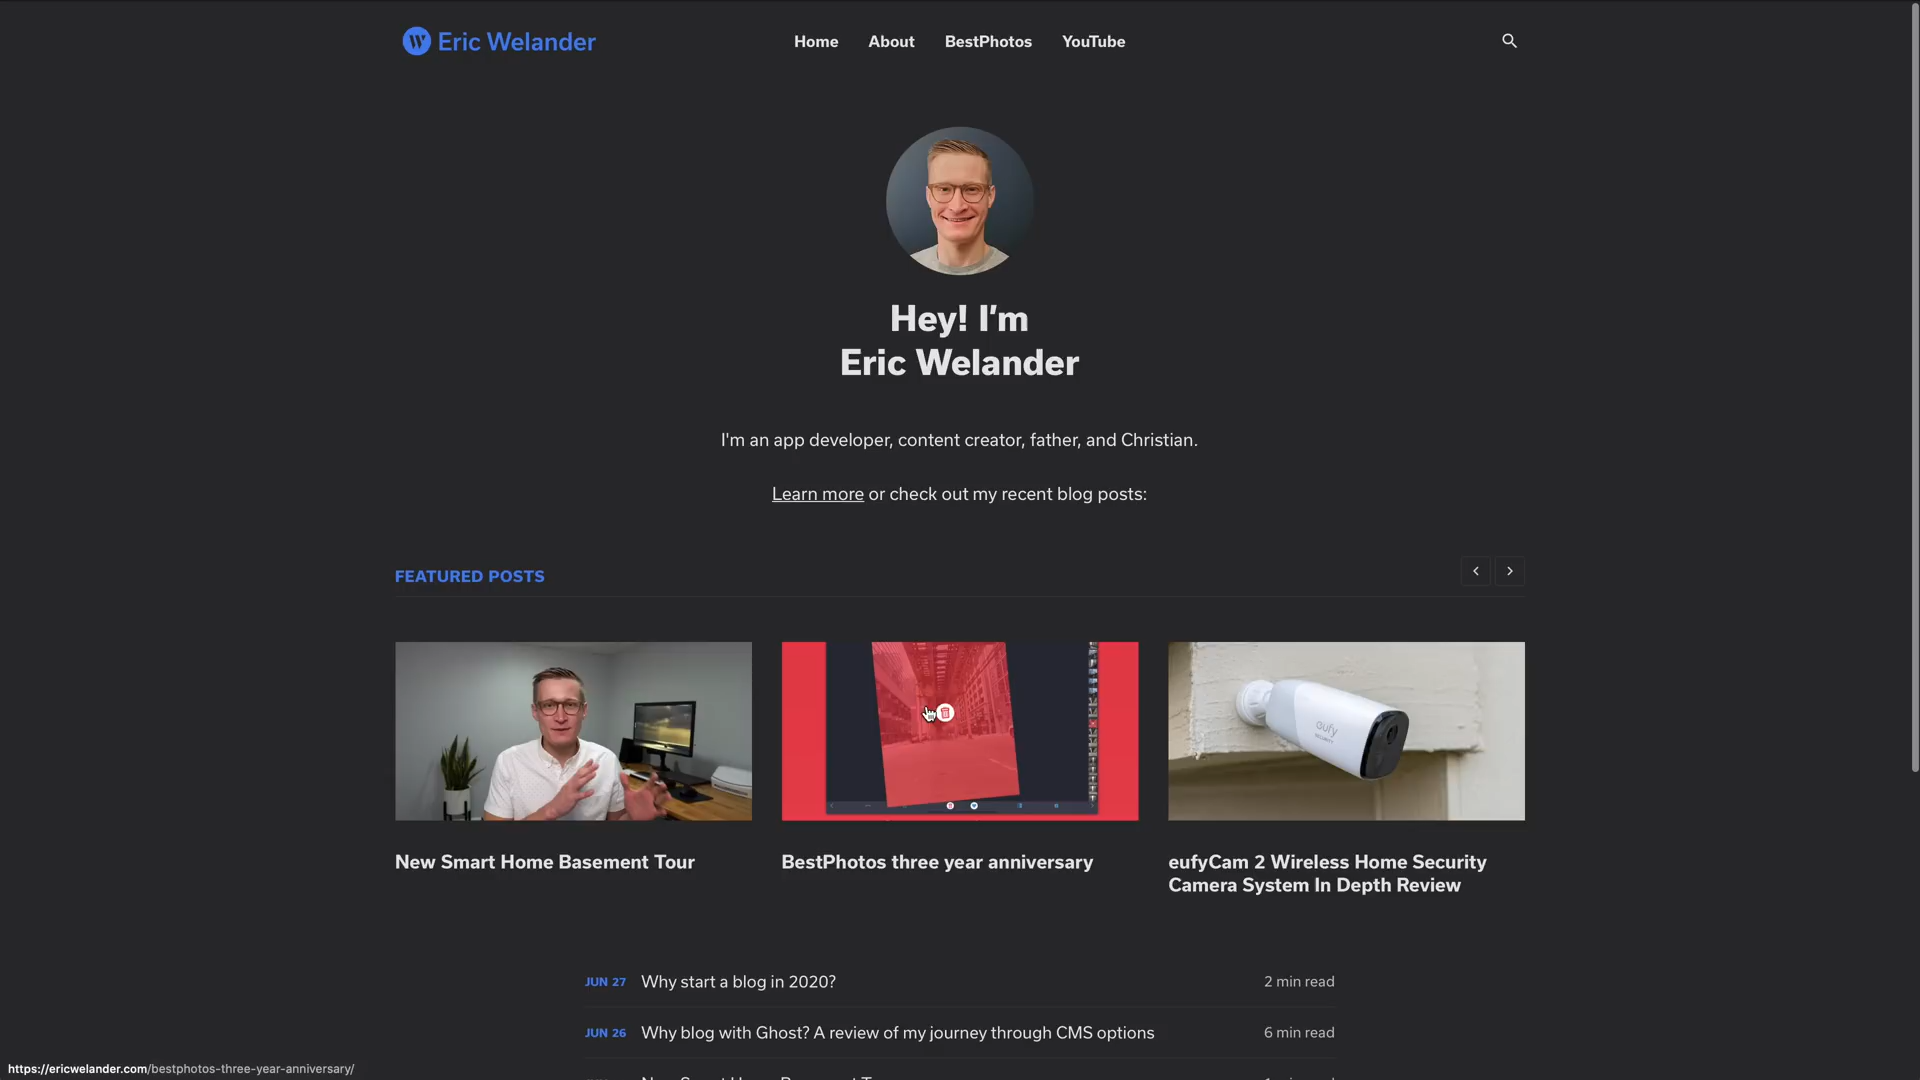 Eric Welander
Home
About
BestPhotos
YouTube
Hey! I'm
Eric Welander
I'm an app developer, content creator, father, and Christian.
Learn more or check out my recent blog posts:
FEATURED POSTS
eufy
SECURITY
New Smart Home Basement Tour
BestPhotos three year anniversary
eufyCam 2 Wireless Home Security
Camera System In Depth Review
JUN 27 Why start a blog in 2020? 2 min read
JUN 26 Why blog with Ghost? A review of my journey through CMS options 6 min read
https://ericwelander.com/bestphotos-three-year-anniversary/